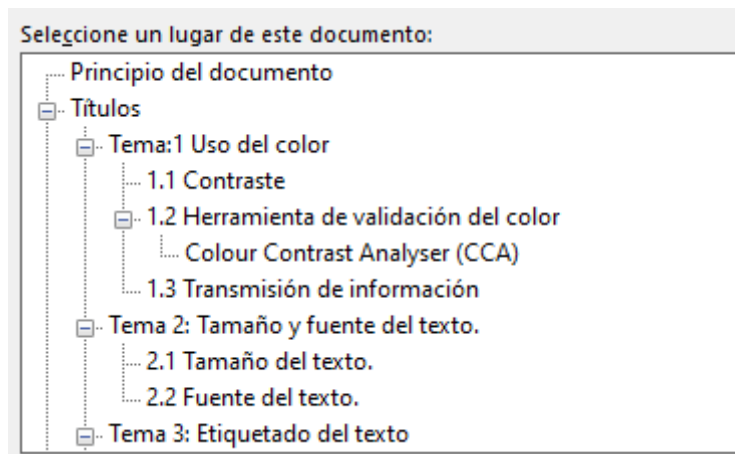 Seleccione un lugar de este documento:
Principio del documento
Títulos
Tema:1 Uso del color
1.1 Contraste
1.2 Herramienta de validación del color
Colour Contrast Analyser (CCA)
1.3 Transmisión de información
Tema 2: Tamaño y fuente del texto.
2.1 Tamaño del texto.
2.2 Fuente del texto.
Tema 3: Etiquetado del texto